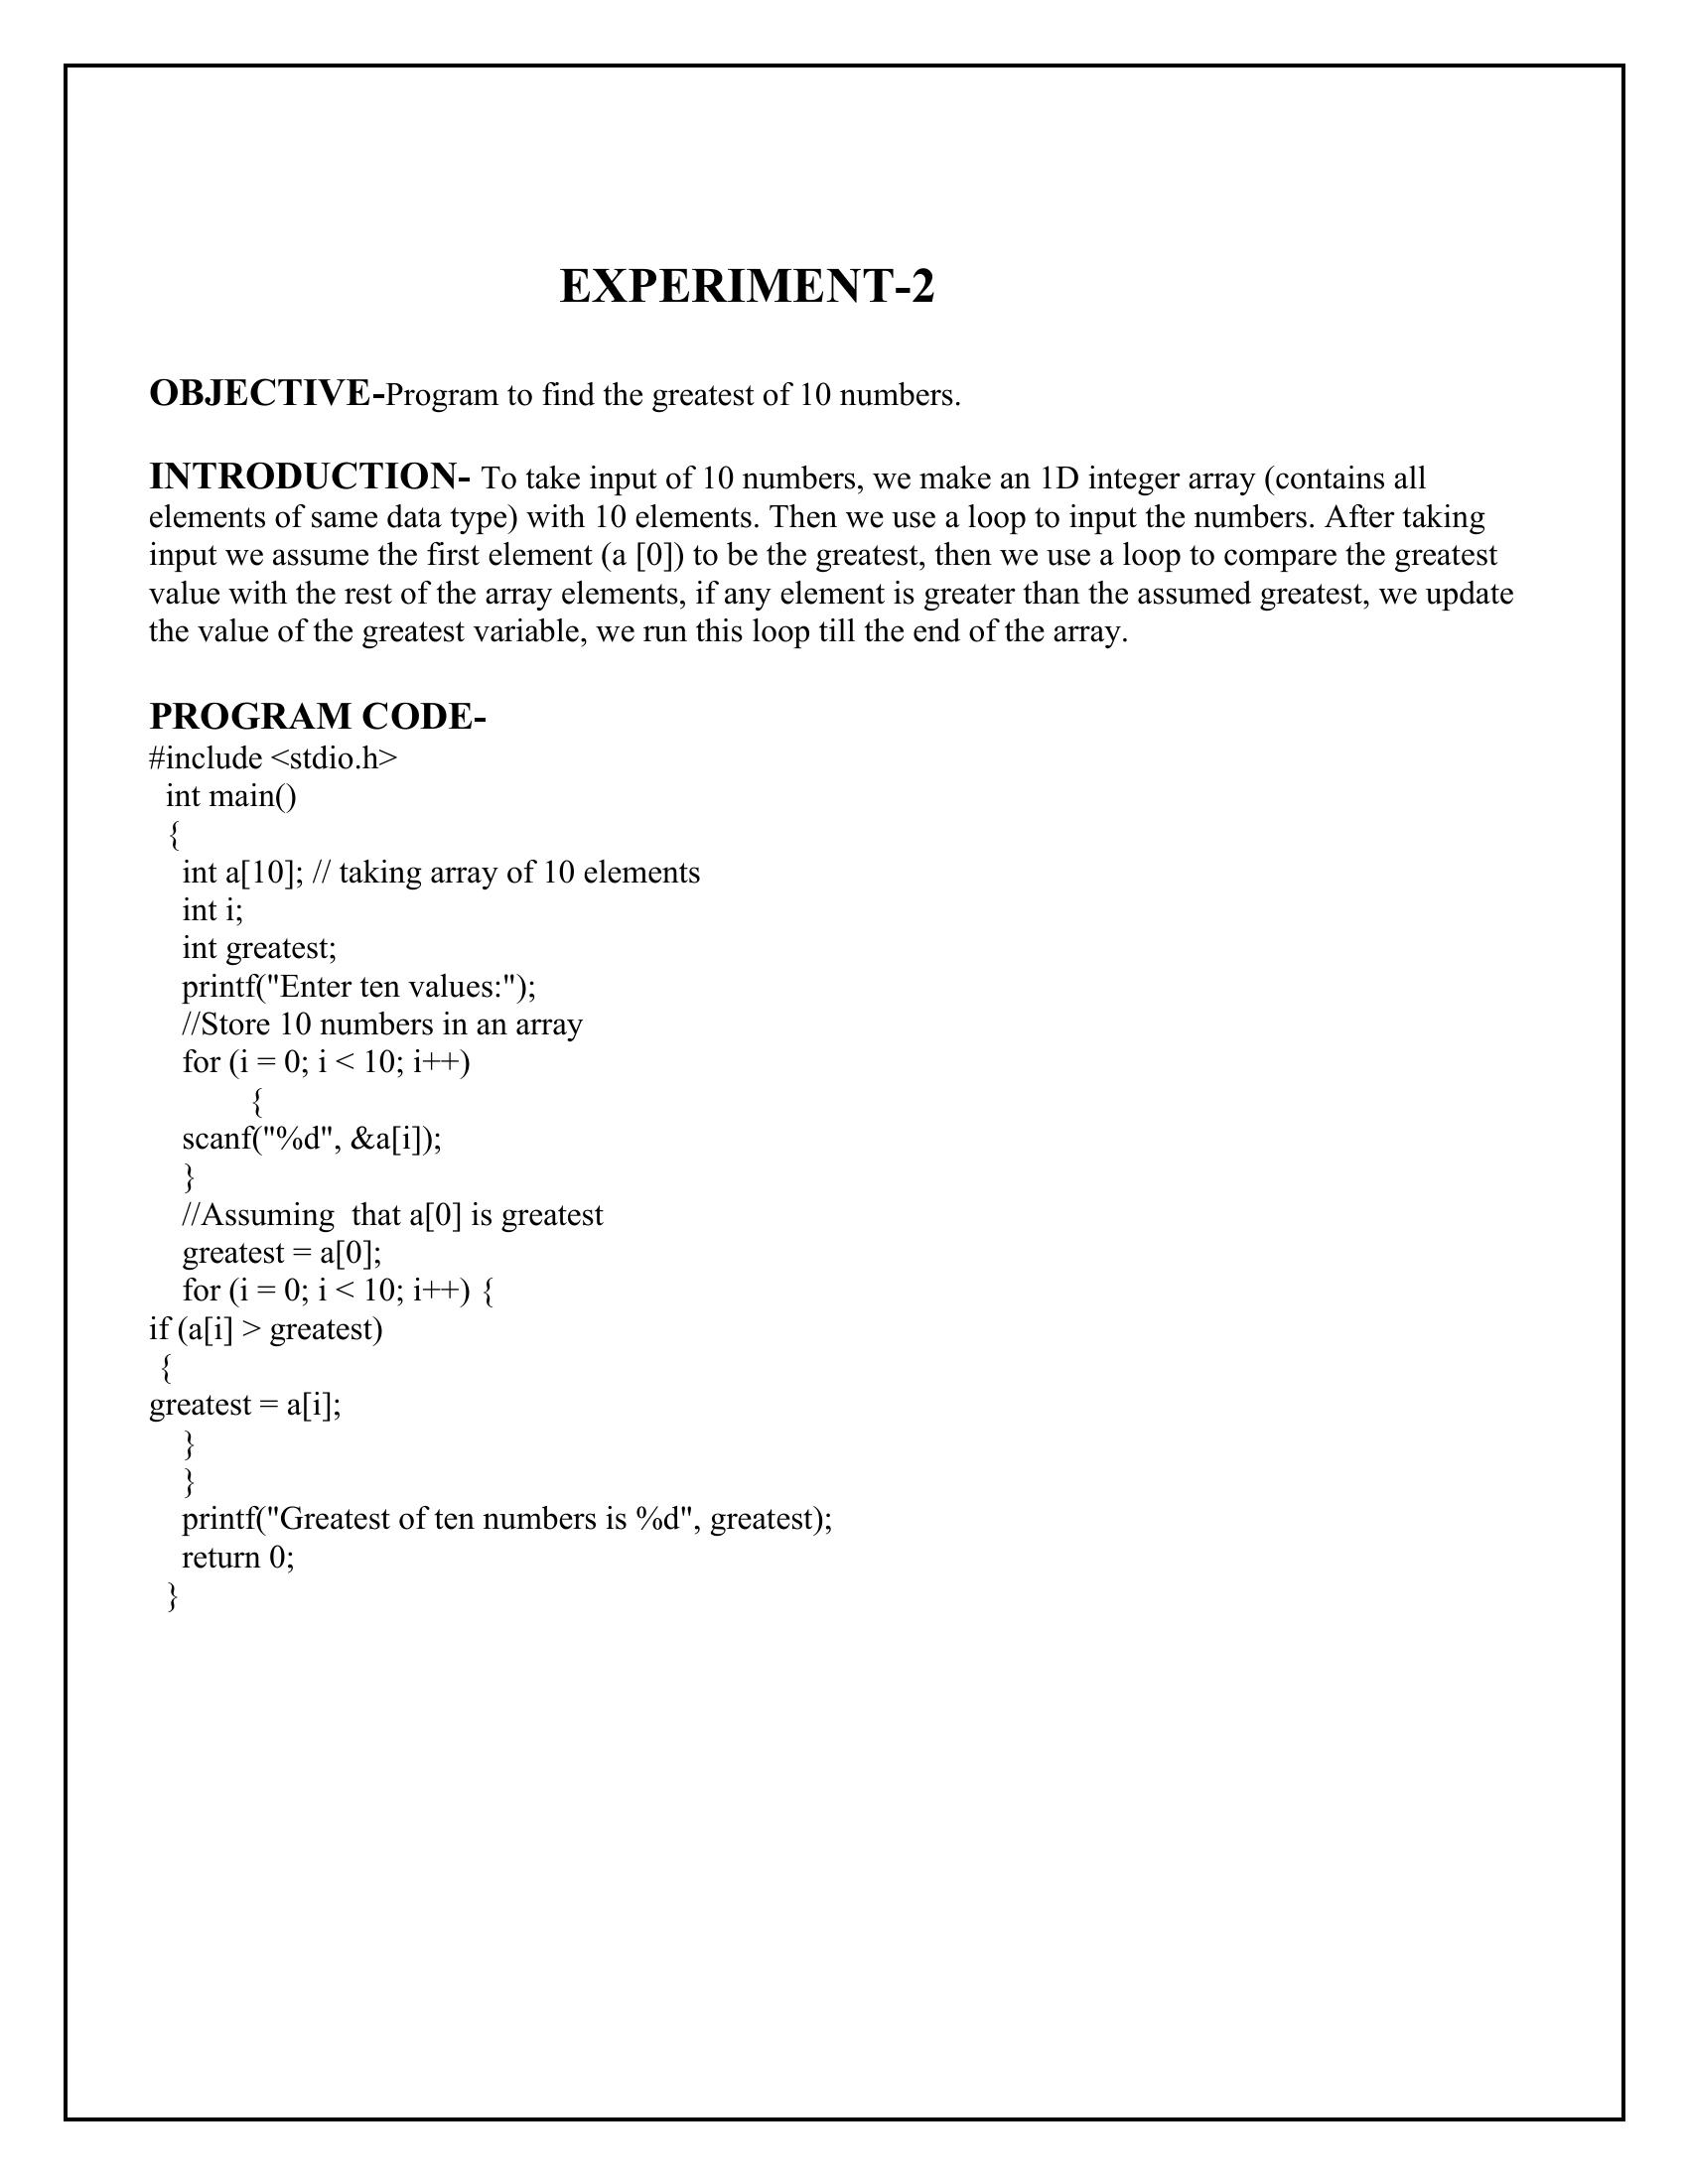 EXPERIMENT-2
OBJECTIVE-Program to find the greatest of 10 numbers.
INTRODUCTION- To take input of 10 numbers, we make an 1D integer array (contains all
elements of same data type) with 10 elements. Then we use a loop to input the numbers. After taking
input we assume the first element (a [0]) to be the greatest, then we use a loop to compare the greatest
value with the rest of the array elements, if any element is greater than the assumed greatest, we update
the value of the greatest variable, we run this loop till the end of the array.
PROGRAM CODE-
#include <stdio.h>
int main()
{
int a[10]; // taking array of 10 elements
int i;
int greatest;
printf("Enter ten values:");
//Store 10 numbers in an array
for (i = 0; i < 10; i++)
{
scanf("%d", &a[i]);
}
//Assuming  that a[0] is greatest
greatest = a[0];
for (i = 0; i < 10; i++) {
if (a[i] > greatest)
{
greatest = a[i];
}
}
printf("Greatest of ten numbers is %d", greatest);
return 0;
}